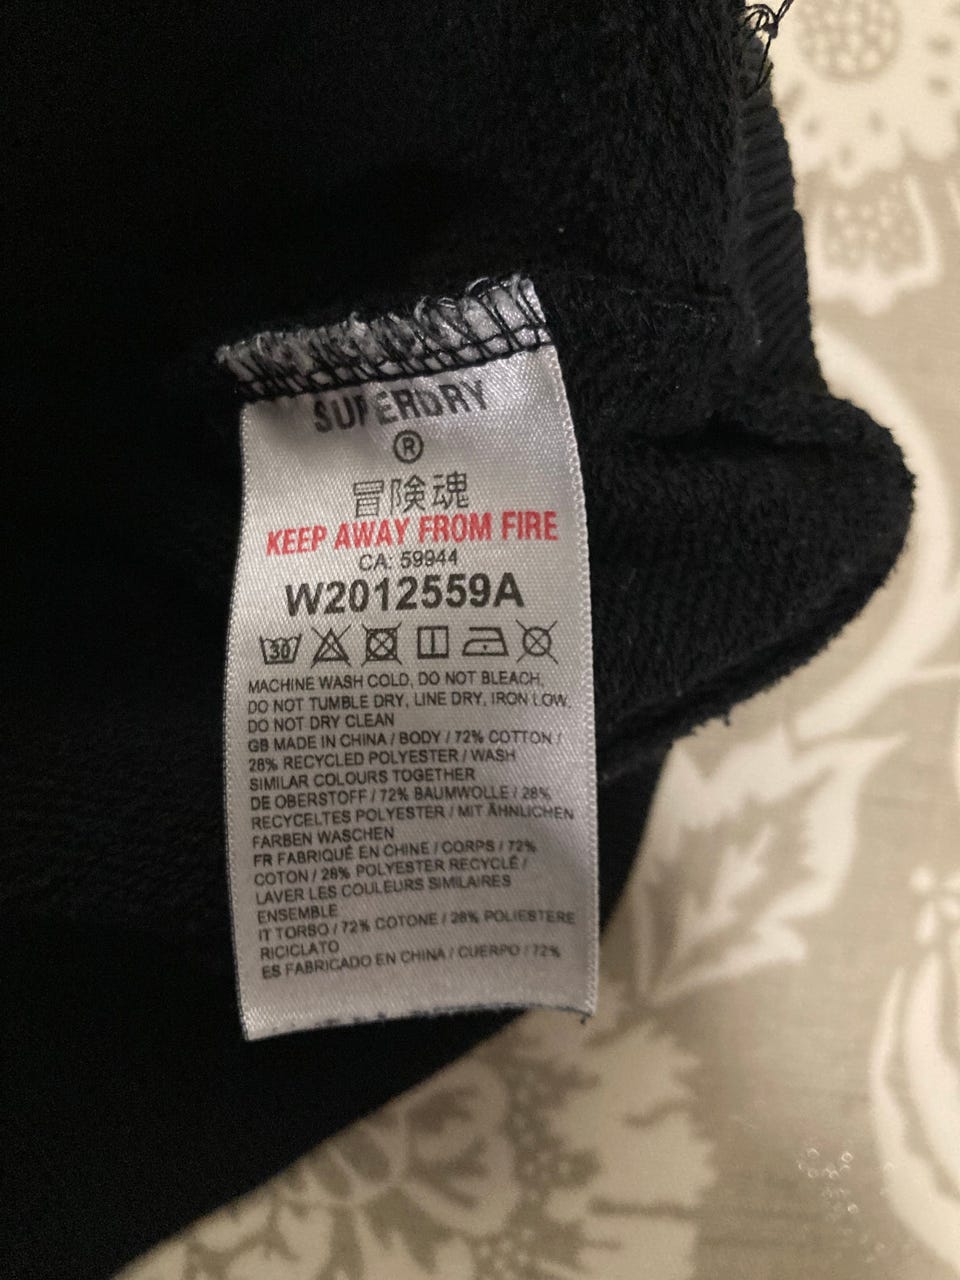 SUPERDRY
®
冒険魂
KEEP AWAY FROM FIRE
CA: 59944
W2012559A
30
MACHINE WASH COLD, DO NOT BLEACH,
DO NOT TUMBLE DRY, LINE DRY, IRON LOW,
DO NOT DRY CLEAN
GB MADE IN CHINA / BODY / 72% COTTON /
28% RECYCLED POLYESTER / WASH
SIMILAR COLOURS TOGETHER
DE OBERSTOFF / 72% BAUMWOLLE / 28%
RECYCELTES POLYESTER / MIT ÄHNLICHEN
FARBEN WASCHEN
FR FABRIQUÉ EN CHINE / CORPS / 72%
COTON / 28% POLYESTER RECYCLÉ /
LAVER LES COULEURS SIMILAIRES
ENSEMBLE
IT TORSO / 72% COTONE / 28% POLIESTERE
RICICLATO
ES FABRICADO EN CHINA / CUERPO / 72%